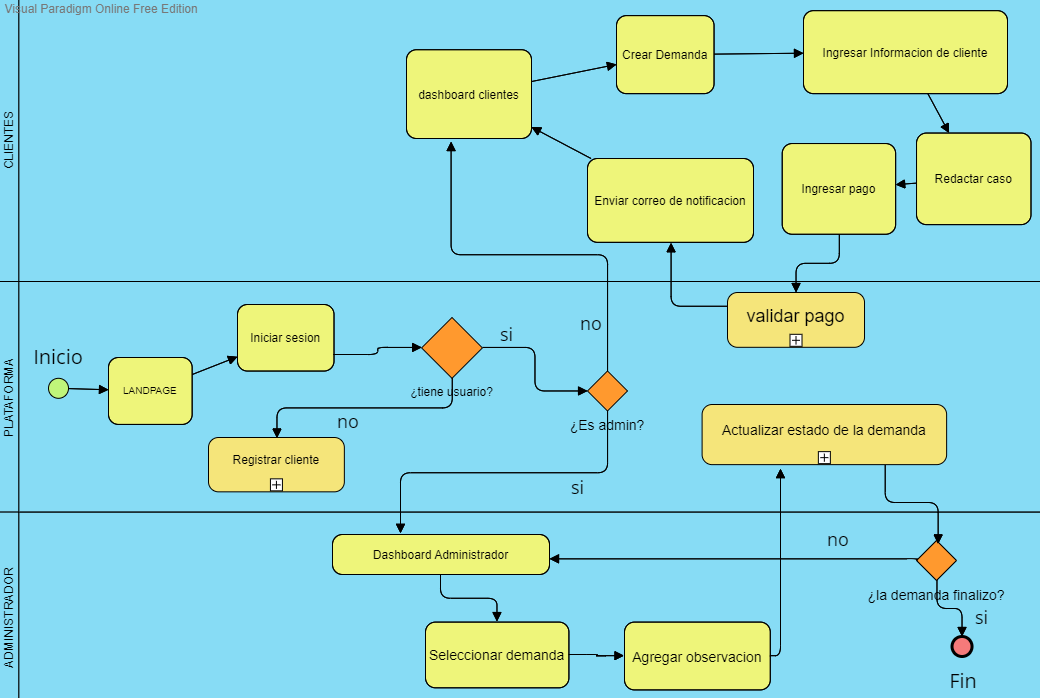 Visual Paradigm Online Free Edition
CLIENTES
dashboard clientes
Crear Demanda
Ingresar Informacion de cliente
Redactar caso
Ingresar pago
Enviar correo de notificacion
PLATAFORMA
Inicio
LANDPAGE
Iniciar sesion
¿tiene usuario?
si
no
Registrar cliente
¿Es admin?
no
si
validar pago
Actualizar estado de la demanda
ADMINISTRADOR
Dashboard Administrador
Seleccionar demanda
Agregar observacion
no
¿la demanda finalizo?
si
Fin